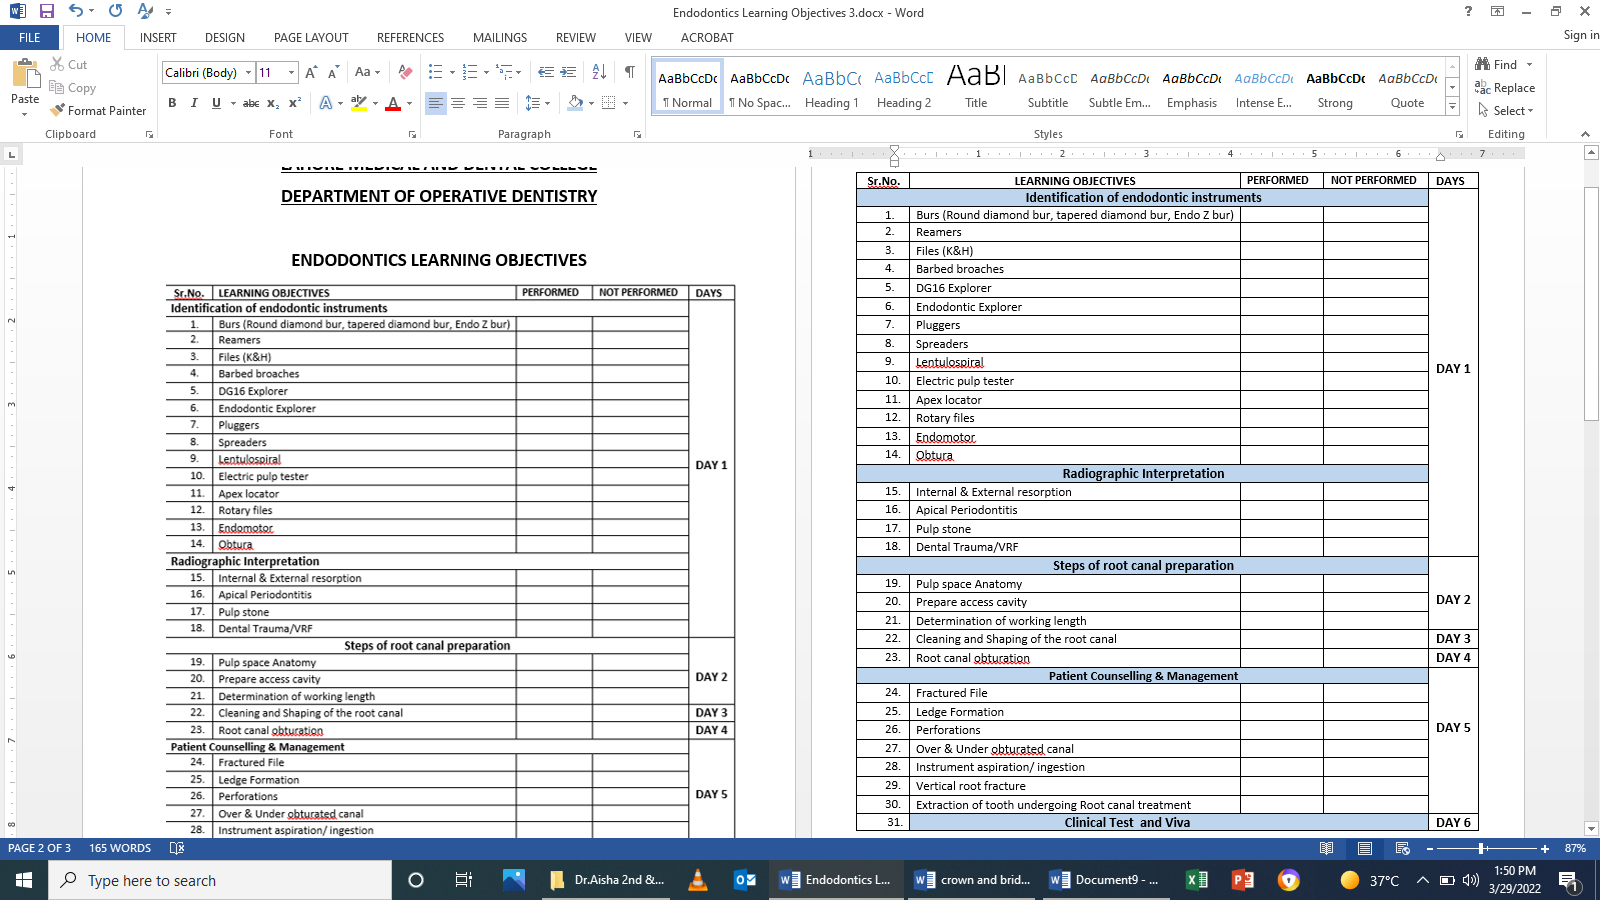 Endodontics Learning Objectives 3.docx - Word
FILE HOME INSERT DESIGN PAGE LAYOUT REFERENCES MAILINGS REVIEW VIEW ACROBAT Sign in
Paste
Cut
Copy
Format Painter
Clipboard
Calibri (Body) 11
Font
Paragraph
AaBbCcDc AaBbCcDc AaBbCc AaBbCcD AaBl AaBbCcD AaBbCcDc AaBbCcDc AaBbCcDc AaBbCcDc AaBbCcDc
¶ Normal ¶ No Spac... Heading 1 Heading 2 Title Subtitle Subtle Em... Emphasis Intense E... Strong Quote
Styles
Find
Replace
Select
Editing
LAHORE MEDICAL AND DENTAL COLLEGE
DEPARTMENT OF OPERATIVE DENTISTRY
ENDODONTICS LEARNING OBJECTIVES
Sr.No. LEARNING OBJECTIVES PERFORMED NOT PERFORMED DAYS
Identification of endodontic instruments
1. Burs (Round diamond bur, tapered diamond bur, Endo Z bur)
2. Reamers
3. Files (K&H)
4. Barbed broaches
5. DG16 Explorer
6. Endodontic Explorer
7. Pluggers
8. Spreaders
9. Lentulospiral
DAY 1
10. Electric pulp tester
11. Apex locator
12. Rotary files
13. Endomotor
14. Obtura
Radiographic Interpretation
15. Internal & External resorption
16. Apical Periodontitis
17. Pulp stone
18. Dental Trauma/VRF
Steps of root canal preparation
19. Pulp space Anatomy
20. Prepare access cavity DAY 2
21. Determination of working length
22. Cleaning and Shaping of the root canal DAY 3
23. Root canal obturation DAY 4
Patient Counselling & Management
24. Fractured File
25. Ledge Formation
26. Perforations DAY 5
27. Over & Under obturated canal
28. Instrument aspiration/ ingestion
Sr.No. LEARNING OBJECTIVES PERFORMED NOT PERFORMED DAYS
Identification of endodontic instruments
1. Burs (Round diamond bur, tapered diamond bur, Endo Z bur)
2. Reamers
3. Files (K&H)
4. Barbed broaches
5. DG16 Explorer
6. Endodontic Explorer
7. Pluggers
8. Spreaders
9. Lentulospiral DAY 1
10. Electric pulp tester
11. Apex locator
12. Rotary files
13. Endomotor
14. Obtura
Radiographic Interpretation
15. Internal & External resorption
16. Apical Periodontitis
17. Pulp stone
18. Dental Trauma/VRF
Steps of root canal preparation
19. Pulp space Anatomy
20. Prepare access cavity DAY 2
21. Determination of working length
22. Cleaning and Shaping of the root canal DAY 3
23. Root canal obturation DAY 4
Patient Counselling & Management
24. Fractured File
25. Ledge Formation
26. Perforations DAY 5
27. Over & Under obturated canal
28. Instrument aspiration/ ingestion
29. Vertical root fracture
30. Extraction of tooth undergoing Root canal treatment
31. Clinical Test and Viva DAY 6
PAGE 2 OF 3 165 WORDS 87%
Type here to search Dr.Aisha 2nd &... Endodontics L... crown and brid... Document9 - ... 37°C 1:50 PM
3/29/2022 1